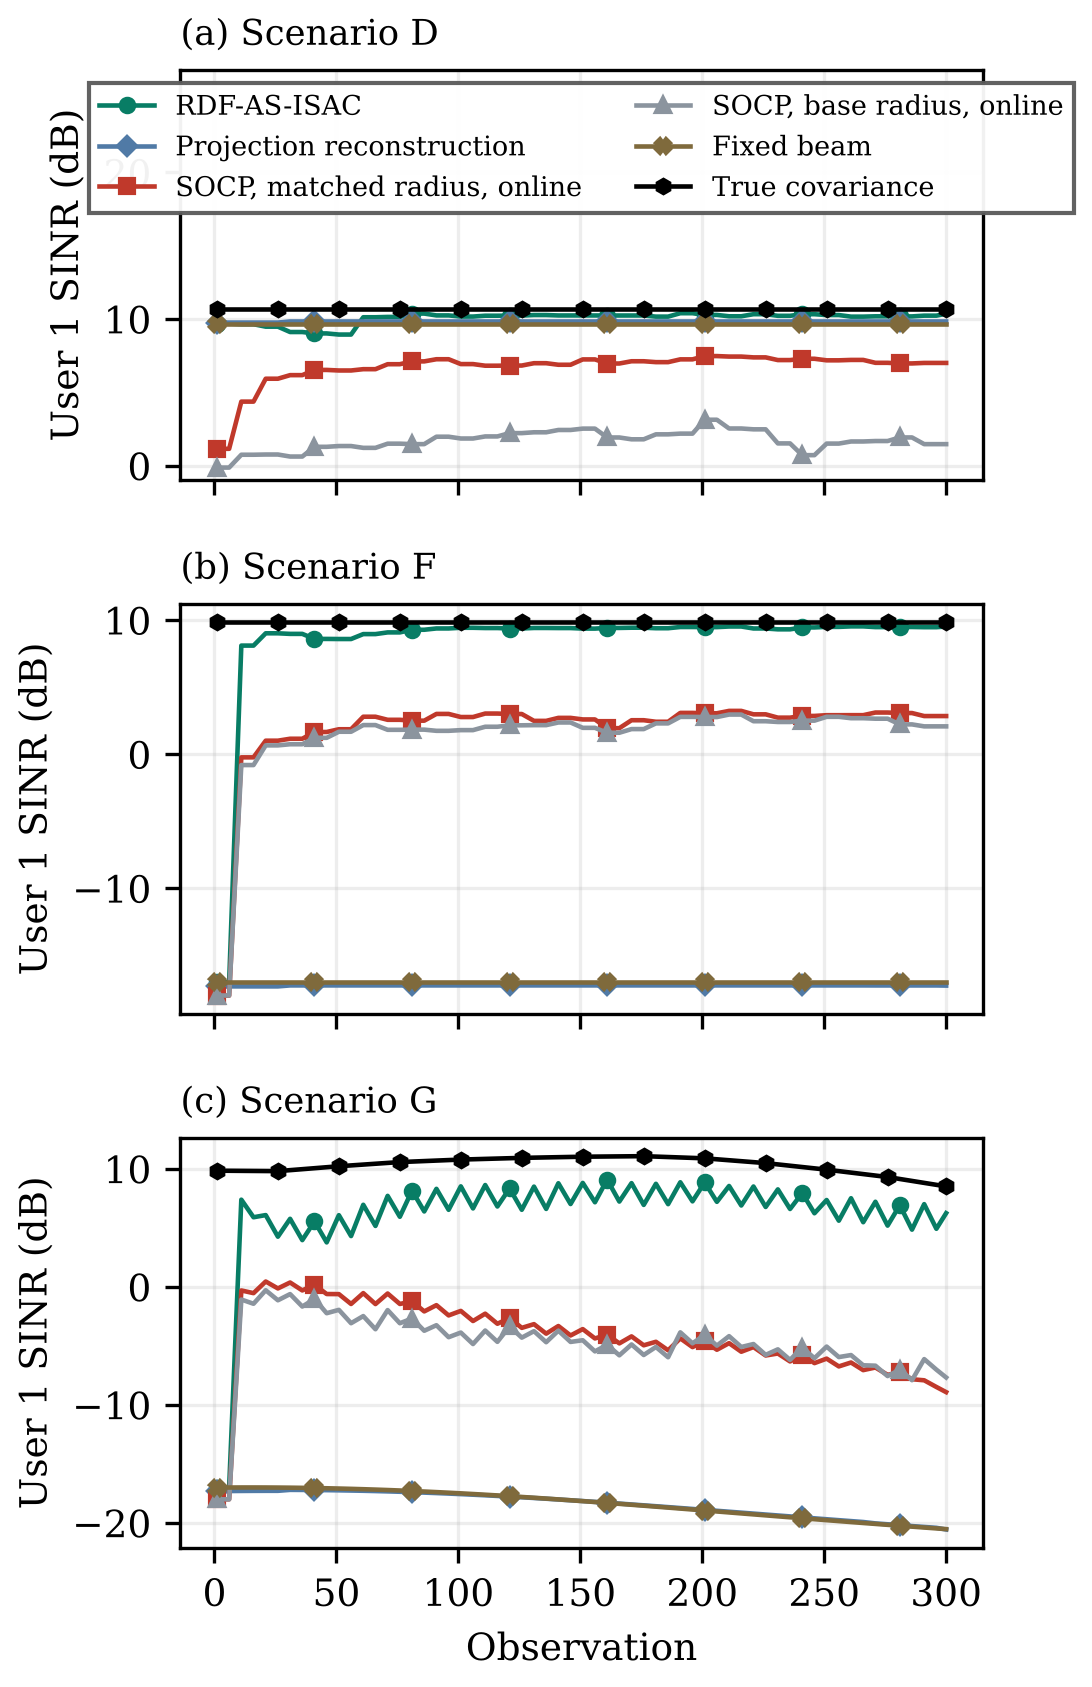 (a) Scenario D
RDF-AS-ISAC
Projection reconstruction
SOCP, matched radius, online
SOCP, base radius, online
Fixed beam
True covariance
User 1 SINR (dB)
20
10
0
(b) Scenario F
User 1 SINR (dB)
10
0
−10
(c) Scenario G
User 1 SINR (dB)
10
0
−10
−20
0 50 100 150 200 250 300
Observation